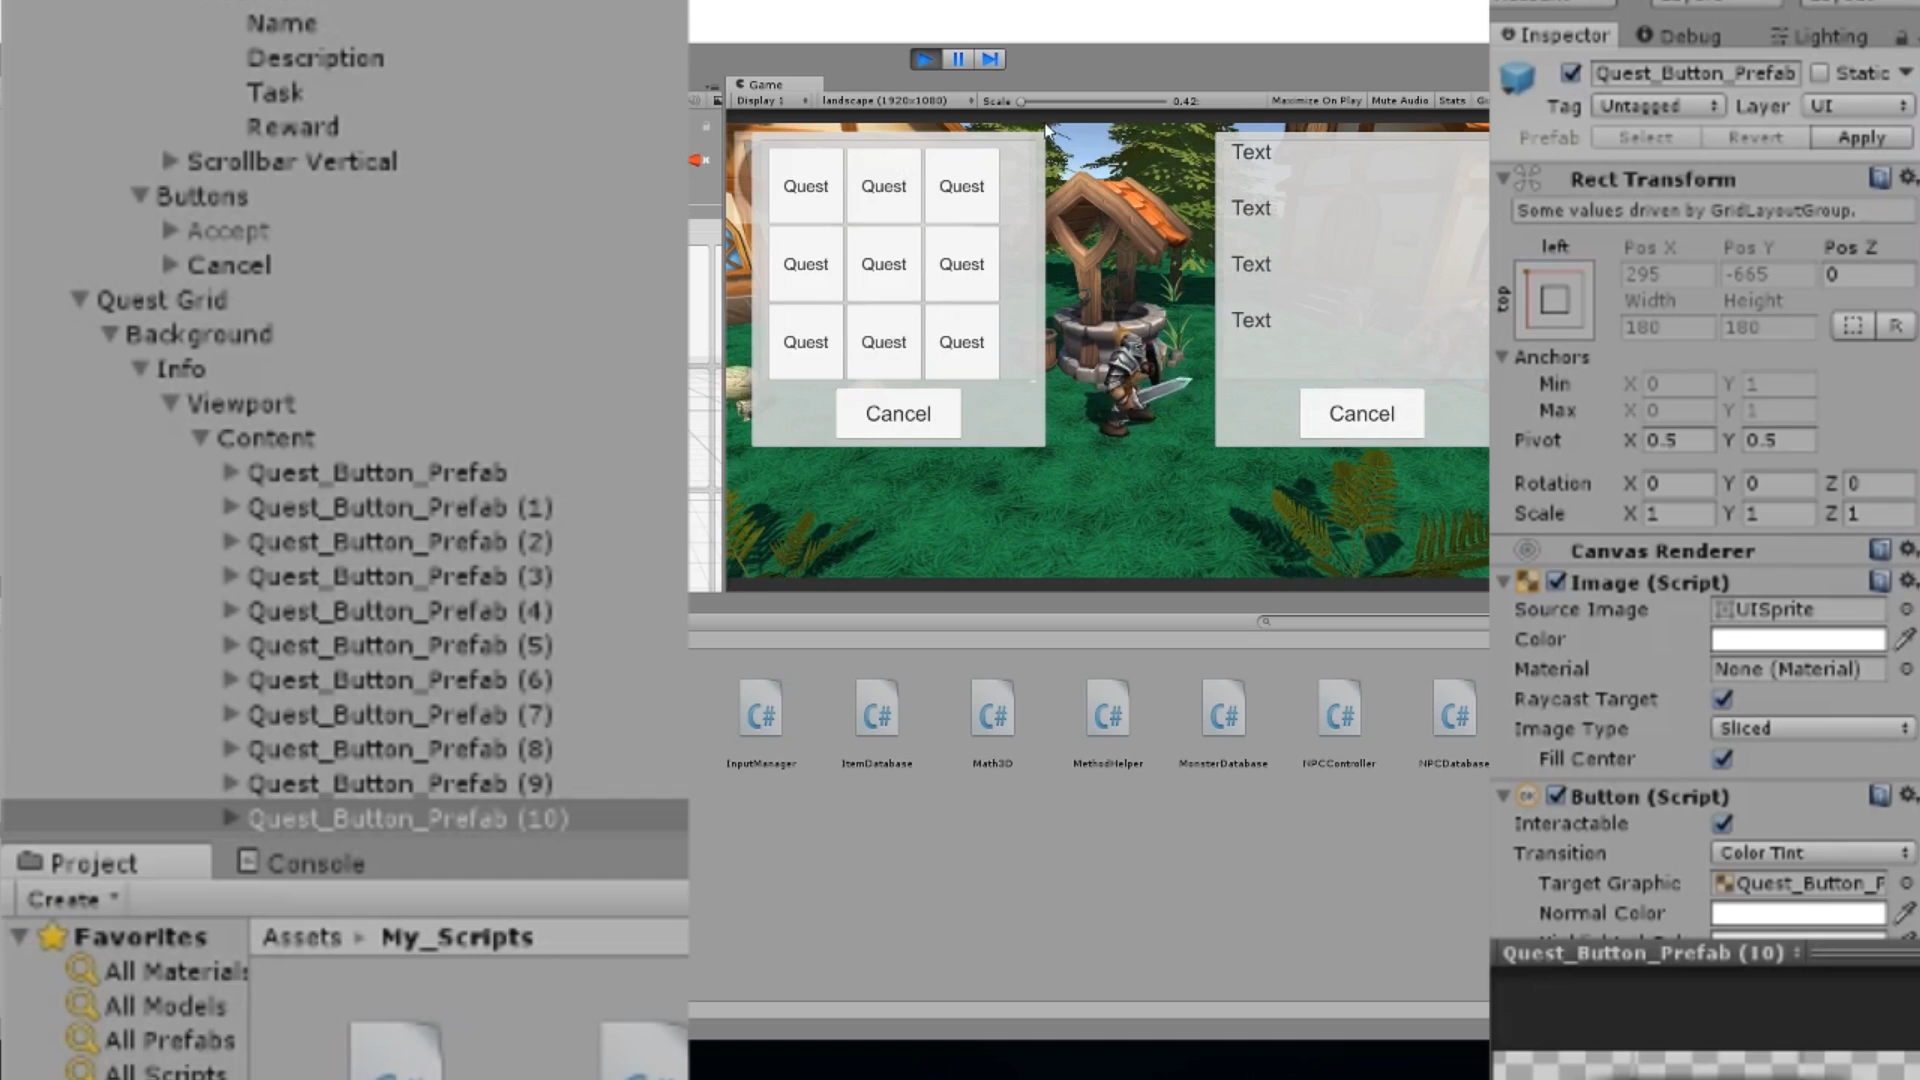 Name
Description
Task
Reward
Scrollbar Vertical
Buttons
Accept
Cancel
Quest Grid
Background
Info
Viewport
Content
Quest_Button_Prefab
Quest_Button_Prefab (1)
Quest_Button_Prefab (2)
Quest_Button_Prefab (3)
Quest_Button_Prefab (4)
Quest_Button_Prefab (5)
Quest_Button_Prefab (6)
Quest_Button_Prefab (7)
Quest_Button_Prefab (8)
Quest_Button_Prefab (9)
Quest_Button_Prefab (10)
Project Console
Create
Favorites
All Materials
All Models
All Prefabs
All Scripts
Assets My_Scripts
Game
Display landscape (1920x1080) Scale 0.42: Maximize On Play Mute Audio Stats
Quest Quest Quest
Quest Quest Quest
Quest Quest Quest
Cancel
Text
Text
Text
Text
Cancel
InputManager ItemDatabase Math3D MethodHelper MonsterDatabase NPCController NPCDatabase
C# C# C# C# C# C# C#
Inspector Debug Lighting
Quest_Button_Prefab Static
Tag Untagged Layer UI
Prefab Select Revert Apply
Rect Transform
Some values driven by GridLayoutGroup.
left Pos X Pos Y Pos Z
top 295 -665 0
Width Height
180 180 R
Anchors
Min X 0 Y 1
Max X 0 Y 1
Pivot X 0.5 Y 0.5
Rotation X 0 Y 0 Z 0
Scale X 1 Y 1 Z 1
Canvas Renderer
Image (Script)
Source Image UISprite
Color
Material None (Material)
Raycast Target
Image Type Sliced
Fill Center
Button (Script)
Interactable
Transition Color Tint
Target Graphic Quest_Button_P
Normal Color
Quest_Button_Prefab (10)